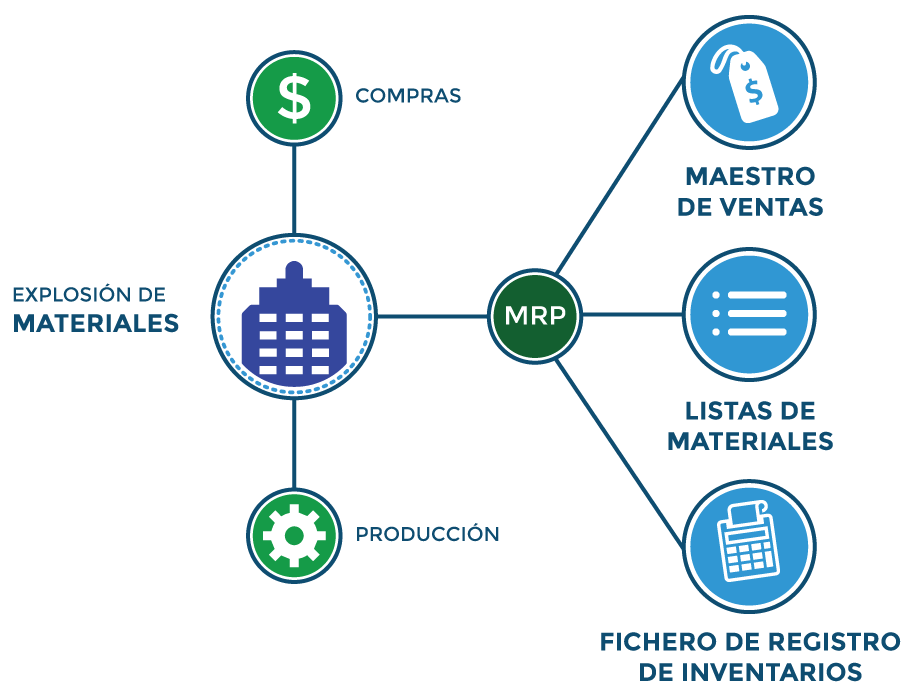 COMPRAS
EXPLOSIÓN DE
MATERIALES
PRODUCCIÓN
MRP
MAESTRO
DE VENTAS
LISTAS DE
MATERIALES
FICHERO DE REGISTRO
DE INVENTARIOS